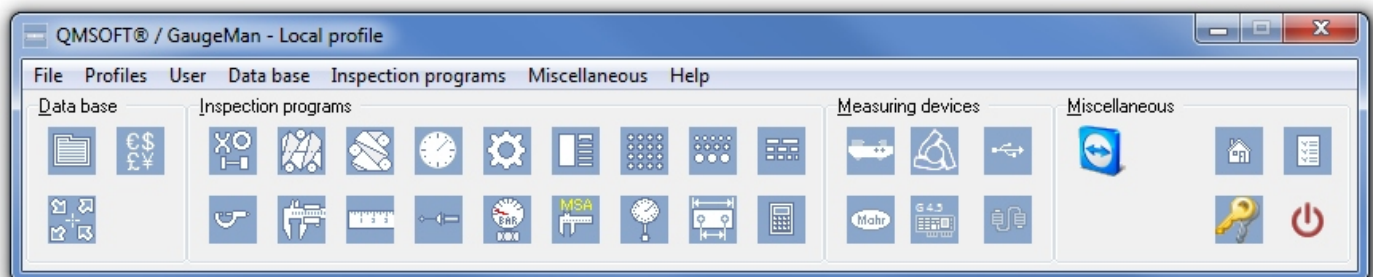 QMSOFT® / GaugeMan - Local profile
File Profiles User Data base Inspection programs Miscellaneous Help
Data base Inspection programs Measuring devices Miscellaneous
€$
£¥
MSA G 4.3
BAR Mahr